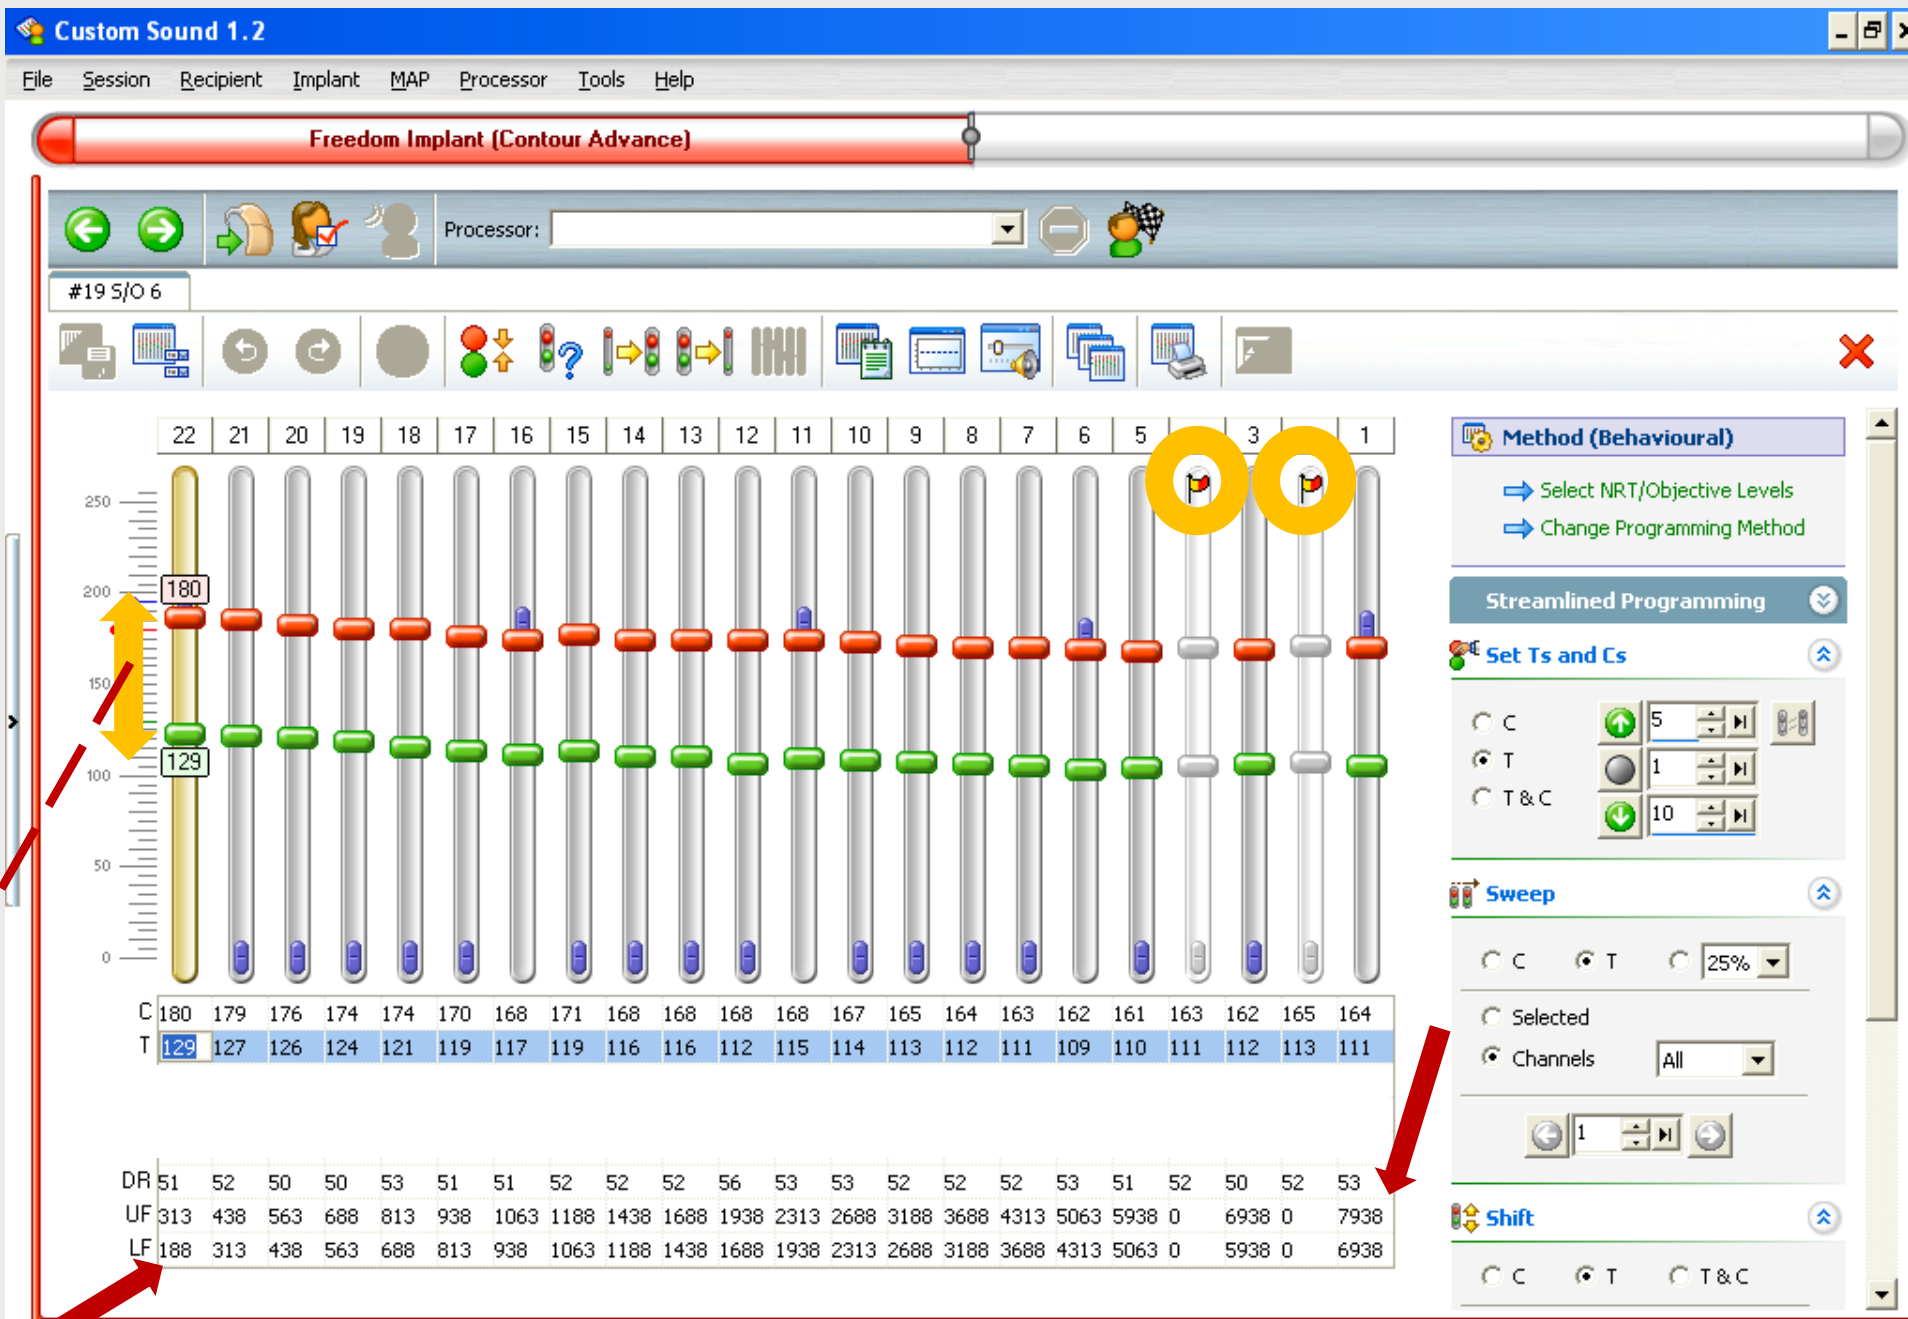 Custom Sound 1.2
File Session Recipient Implant MAP Processor Tools Help
Freedom Implant (Contour Advance)
Processor:
#19 S/O 6
22 21 20 19 18 17 16 15 14 13 12 11 10 9 8 7 6 5 3 1
Method (Behavioural)
Select NRT/Objective Levels
Change Programming Method
250
200
150
100
50
0
180
129
Streamlined Programming
Set Ts and Cs
C 5
T 1
T & C 10
Sweep
C T 25%
Selected
Channels All
1
Shift
C T T & C
C 180 179 176 174 174 170 168 171 168 168 168 168 167 165 164 163 162 161 163 162 165 164
T 129 127 126 124 121 119 117 119 116 116 112 115 114 113 112 111 109 110 111 112 113 111
DR 51 52 50 50 53 51 51 52 52 52 56 53 53 52 52 52 53 51 52 50 52 53
UF 313 438 563 688 813 938 1063 1188 1438 1688 1938 2313 2688 3188 3688 4313 5063 5938 0 6938 0 7938
LF 188 313 438 563 688 813 938 1063 1188 1438 1688 1938 2313 2688 3188 3688 4313 5063 0 5938 0 6938